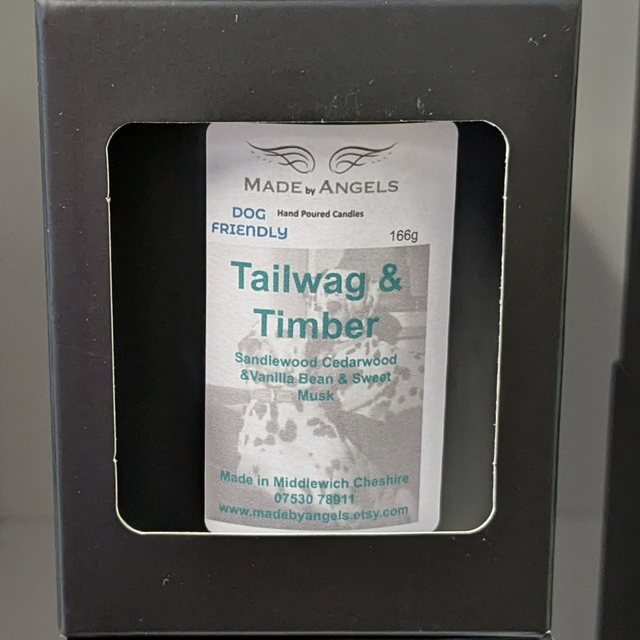 MADE by ANGELS
Hand Poured Candles
DOG
FRIENDLY
166g
Tailwag &
Timber
Sandlewood Cedarwood
&Vanilla Bean & Sweet
Musk
Made in Middlewich Cheshire
07530 78911
www.madebyangels.etsy.com